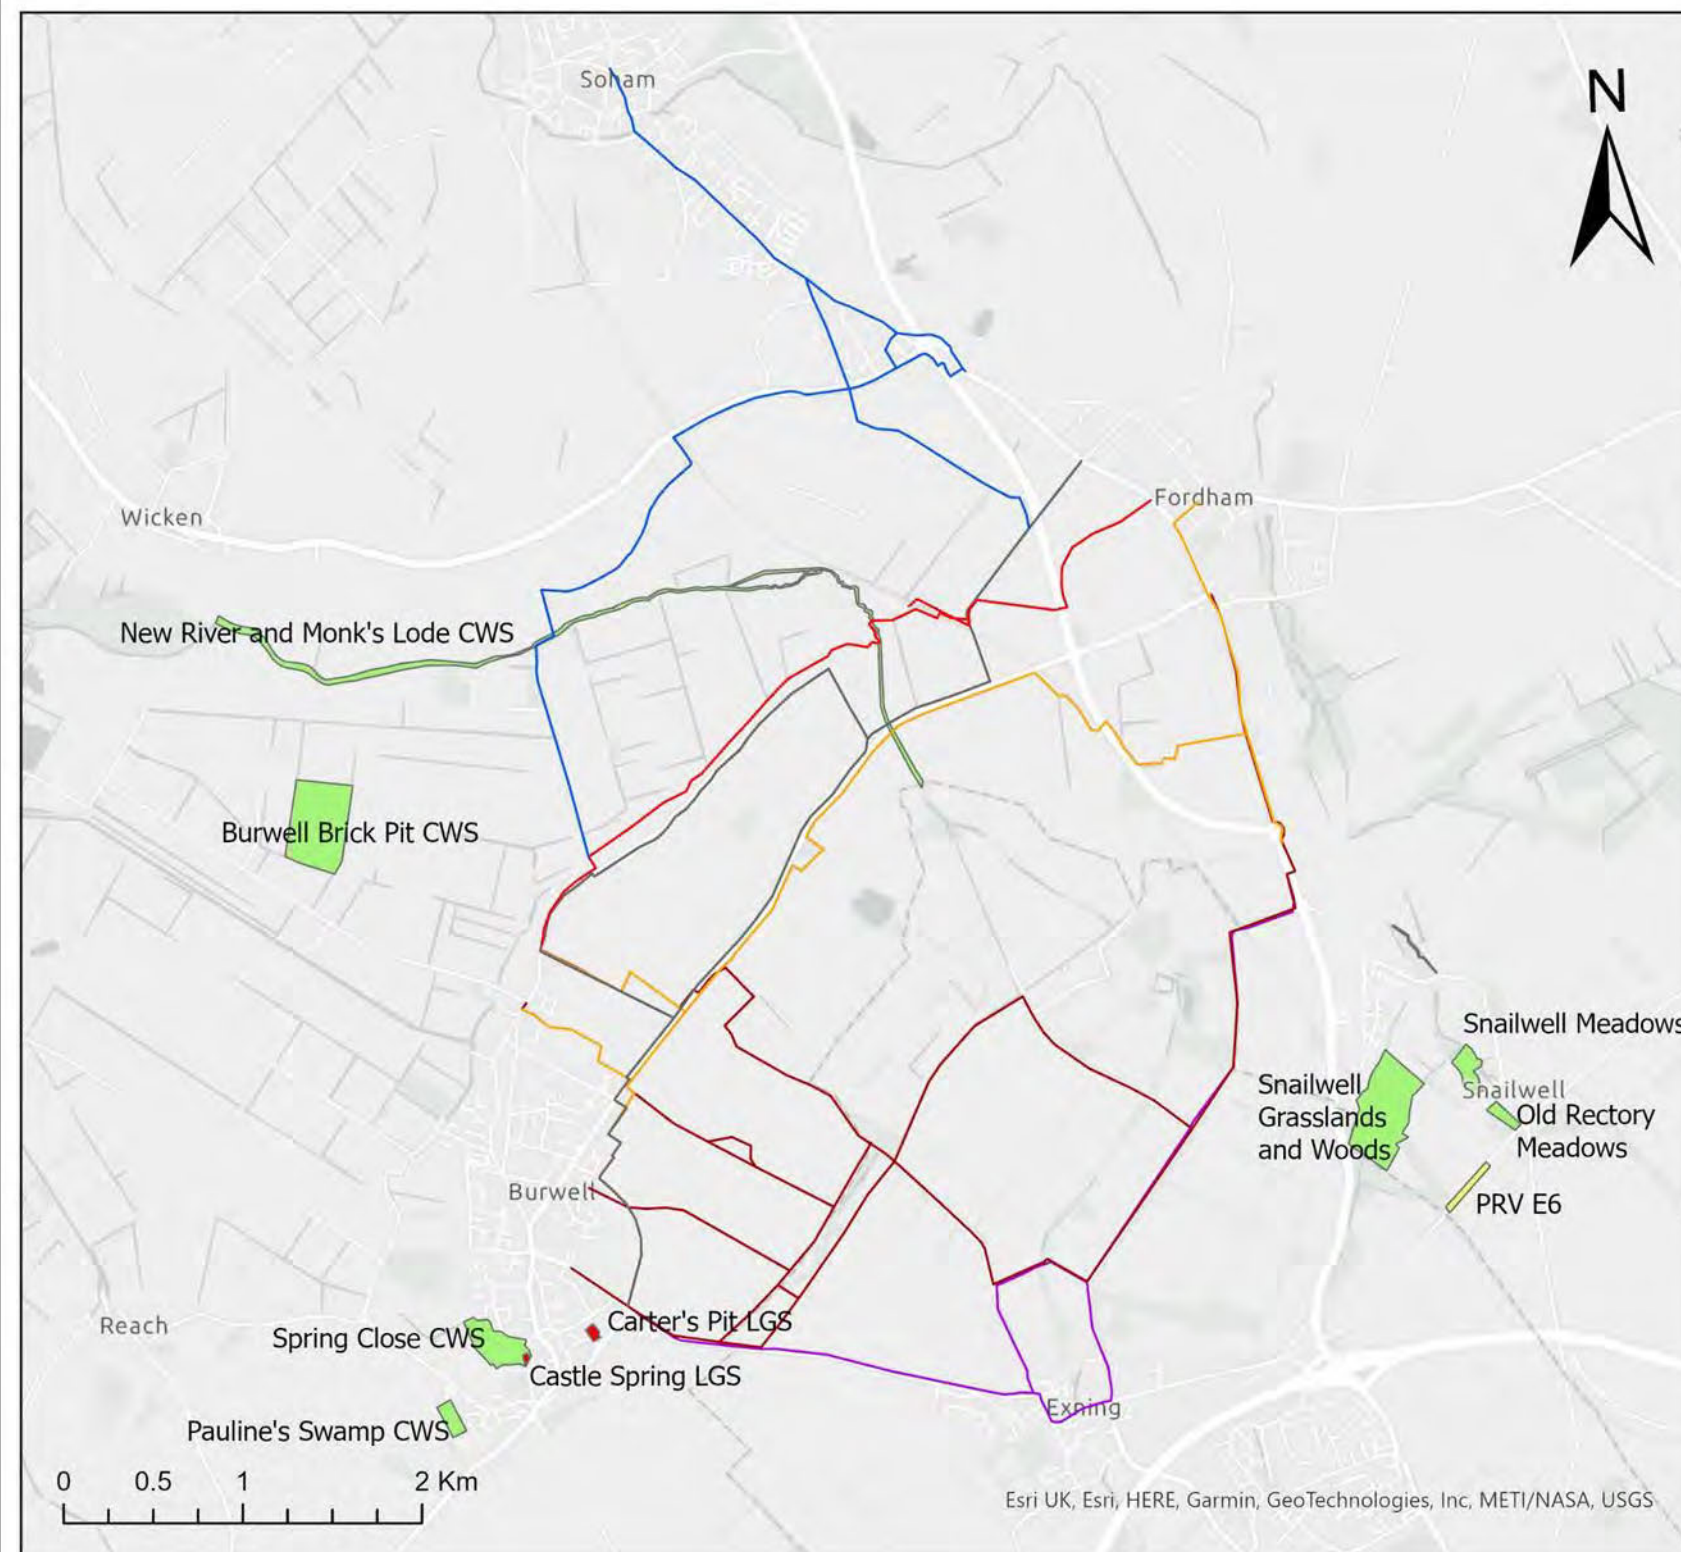 Soham
N
Wicken
Fordham
New River and Monk's Lode CWS
Burwell Brick Pit CWS
Snailwell Meadows
Snailwell
Snailwell
Grasslands
and Woods
Old Rectory
Meadows
PRV E6
Burwell
Reach
Carter's Pit LGS
Spring Close CWS
Castle Spring LGS
Exning
Pauline's Swamp CWS
0 0.5 1 2 Km
Esri UK, Esri, HERE, Garmin, GeoTechnologies, Inc, METI/NASA, USGS